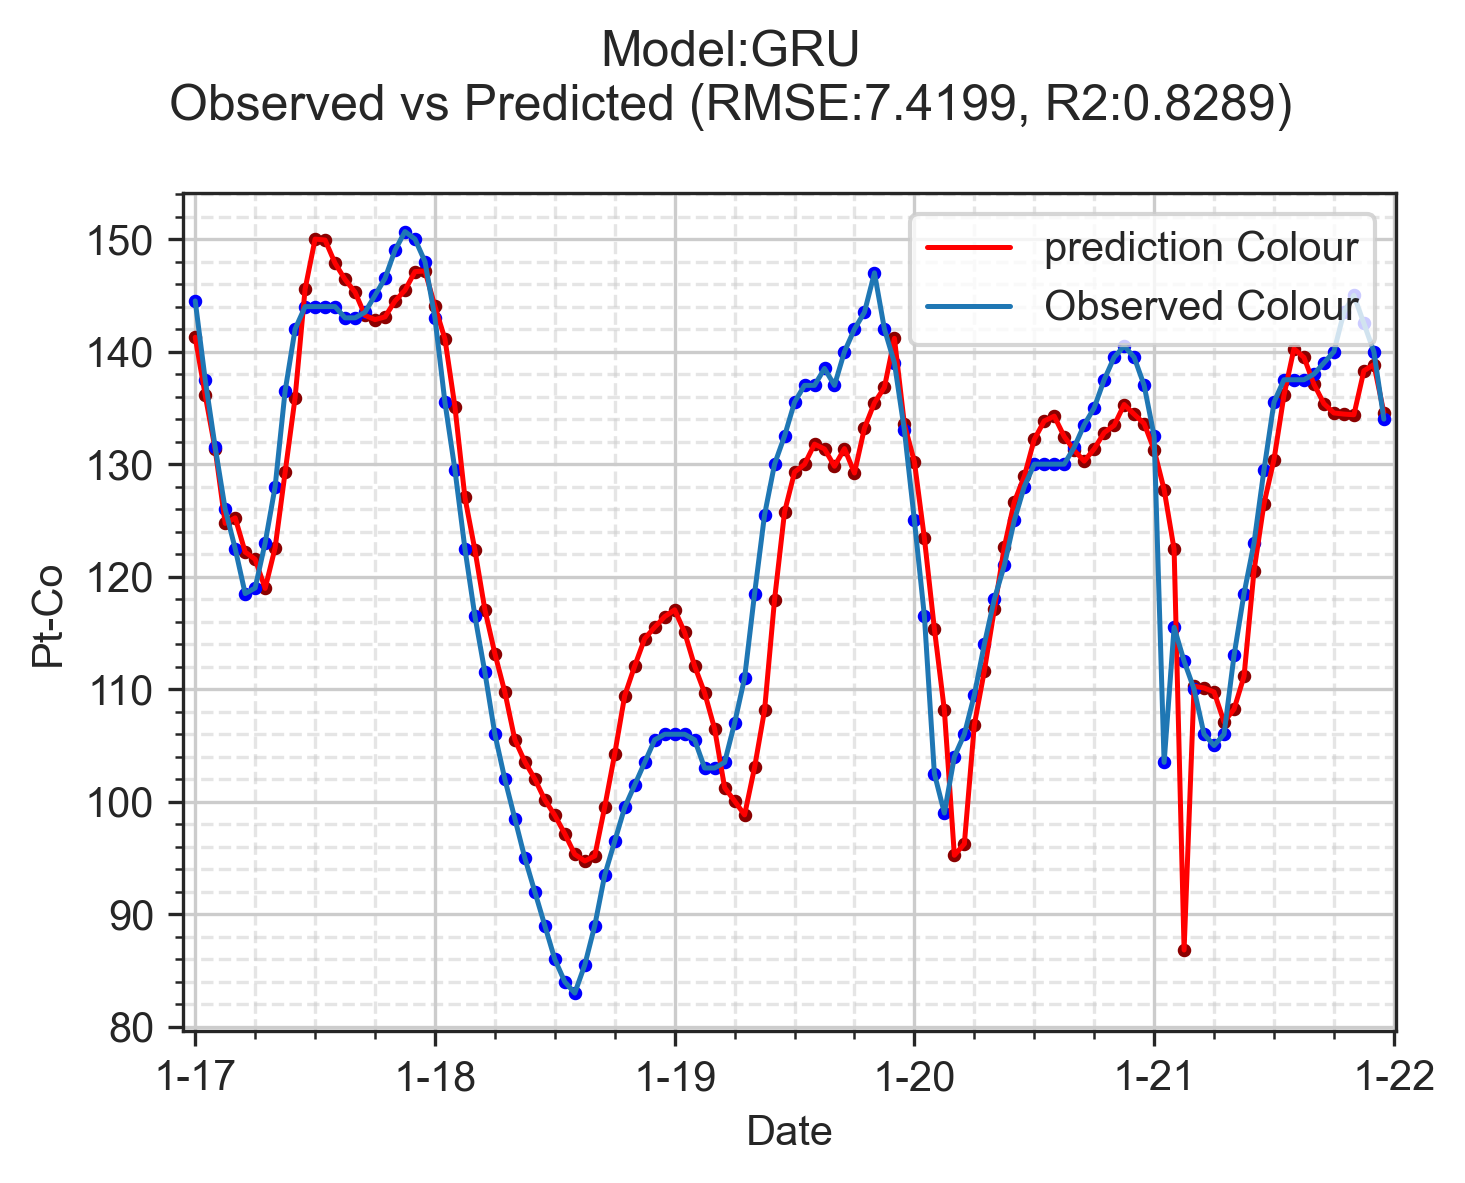 Model:GRU
Observed vs Predicted (RMSE:7.4199, R2:0.8289)
prediction Colour
Observed Colour
Pt-Co
150
140
130
120
110
100
90
80
1-17 1-18 1-19 1-20 1-21 1-22
Date